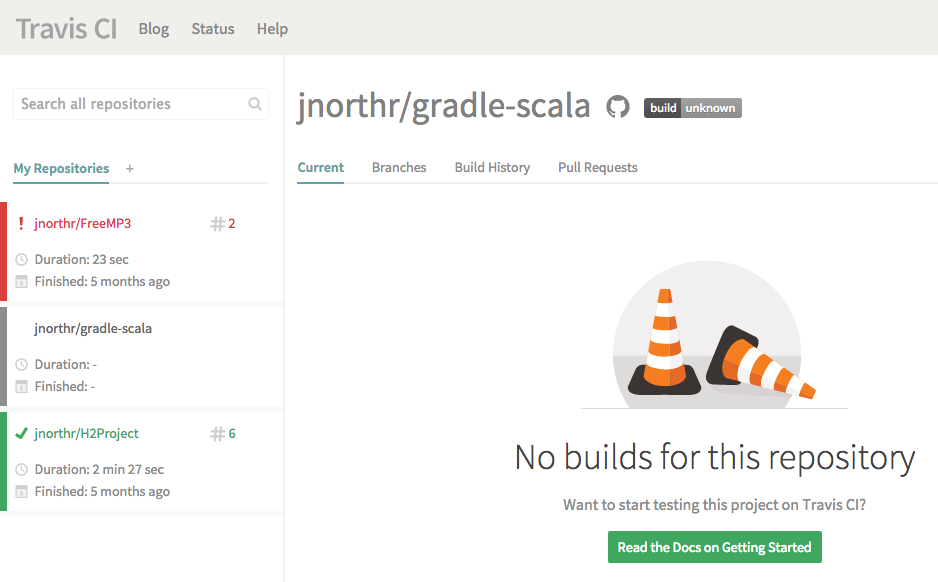 Travis CI Blog Status Help
Search all repositories
My Repositories +
! jnorthr/FreeMP3 # 2
Duration: 23 sec
Finished: 5 months ago
jnorthr/gradle-scala
Duration: -
Finished: -
jnorthr/H2Project # 6
Duration: 2 min 27 sec
Finished: 5 months ago
jnorthr/gradle-scala build unknown
Current Branches Build History Pull Requests
No builds for this repository
Want to start testing this project on Travis CI?
Read the Docs on Getting Started